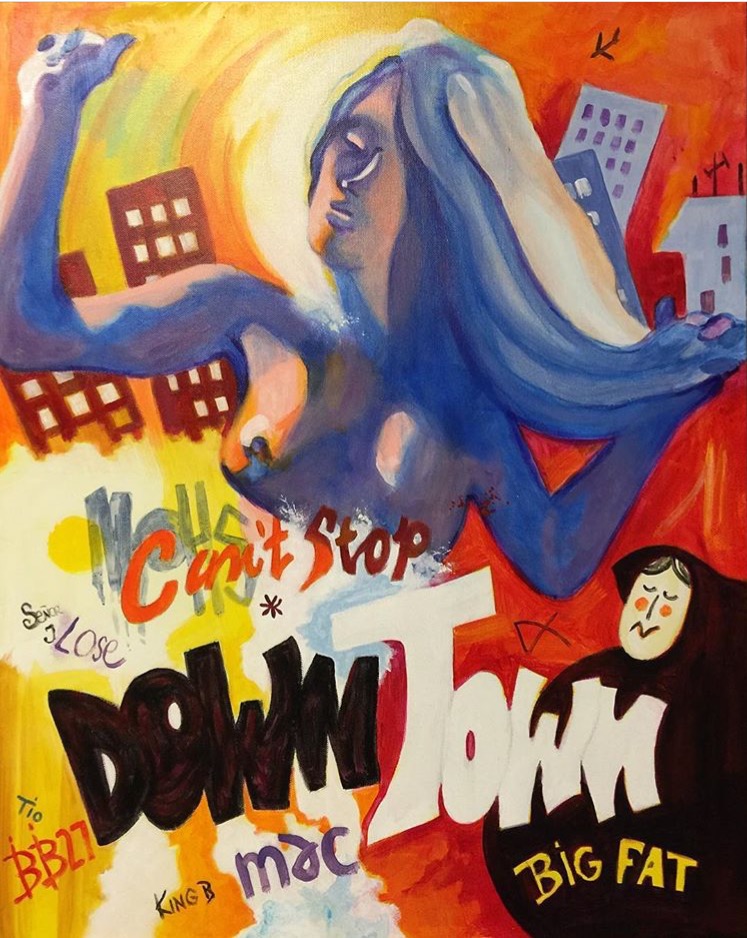 Can't Stop
Señor
J Lose
DOWN TOWN
Tio
BB27
mac
KING B
BIG FAT